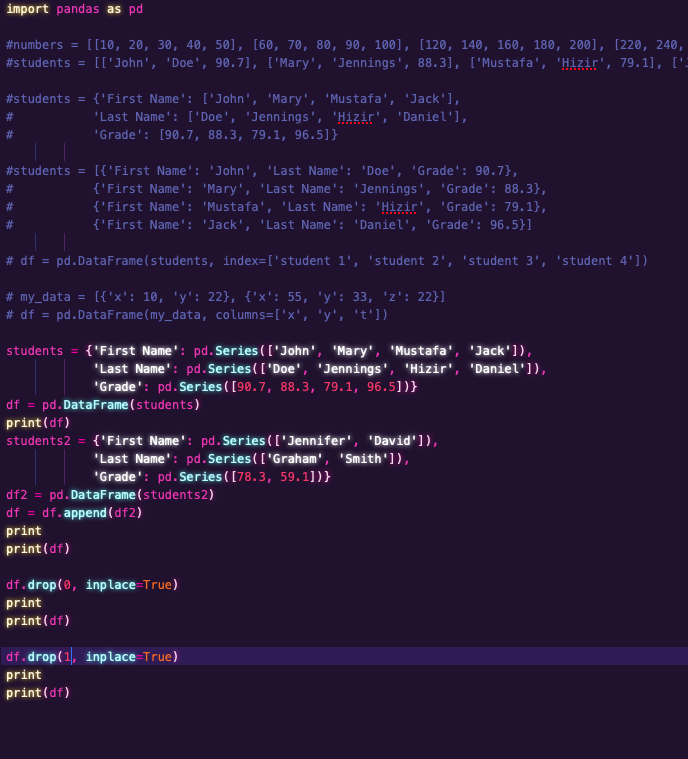 import pandas as pd
#numbers = [[10, 20, 30, 40, 50], [60, 70, 80, 90, 100], [120, 140, 160, 180, 200], [220, 240,
#students = [['John', 'Doe', 90.7], ['Mary', 'Jennings', 88.3], ['Mustafa', 'Hizir', 79.1], ['J
#students = {'First Name': ['John', 'Mary', 'Mustafa', 'Jack'],
#           'Last Name': ['Doe', 'Jennings', 'Hizir', 'Daniel'],
#           'Grade': [90.7, 88.3, 79.1, 96.5]}
#students = [{'First Name': 'John', 'Last Name': 'Doe', 'Grade': 90.7},
#           {'First Name': 'Mary', 'Last Name': 'Jennings', 'Grade': 88.3},
#           {'First Name': 'Mustafa', 'Last Name': 'Hizir', 'Grade': 79.1},
#           {'First Name': 'Jack', 'Last Name': 'Daniel', 'Grade': 96.5}]
# df = pd.DataFrame(students, index=['student 1', 'student 2', 'student 3', 'student 4'])
# my_data = [{'x': 10, 'y': 22}, {'x': 55, 'y': 33, 'z': 22}]
# df = pd.DataFrame(my_data, columns=['x', 'y', 't'])
students = {'First Name': pd.Series(['John', 'Mary', 'Mustafa', 'Jack']),
            'Last Name': pd.Series(['Doe', 'Jennings', 'Hizir', 'Daniel']),
            'Grade': pd.Series([90.7, 88.3, 79.1, 96.5])}
df = pd.DataFrame(students)
print(df)
students2 = {'First Name': pd.Series(['Jennifer', 'David']),
            'Last Name': pd.Series(['Graham', 'Smith']),
            'Grade': pd.Series([78.3, 59.1])}
df2 = pd.DataFrame(students2)
df = df.append(df2)
print
print(df)
df.drop(0, inplace=True)
print
print(df)
df.drop(1, inplace=True)
print
print(df)